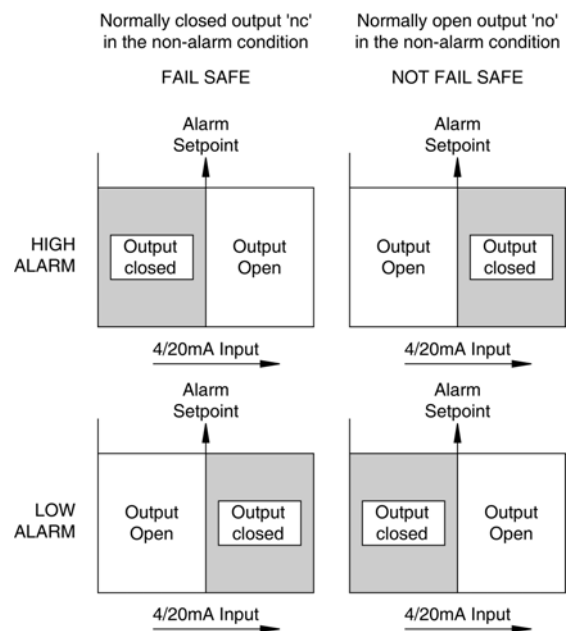 Normally closed output 'nc'
in the non-alarm condition
FAIL SAFE
Normally open output 'no'
in the non-alarm condition
NOT FAIL SAFE
HIGH
ALARM
Alarm
Setpoint
Output
closed
Output
Open
4/20mA Input
Alarm
Setpoint
Output
Open
Output
closed
4/20mA Input
LOW
ALARM
Alarm
Setpoint
Output
Open
Output
closed
4/20mA Input
Alarm
Setpoint
Output
closed
Output
Open
4/20mA Input